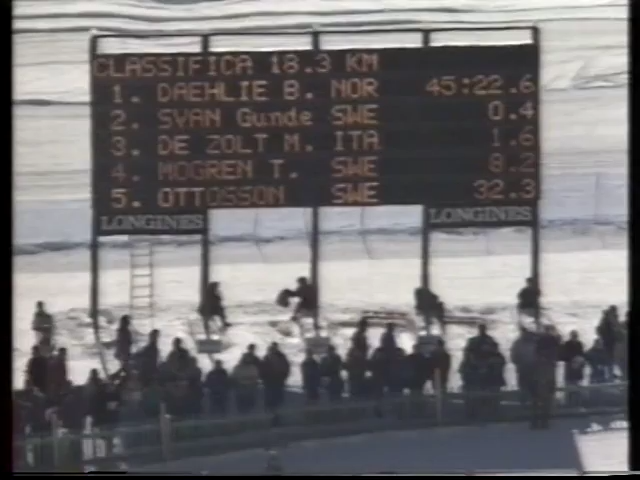 CLASSIFICA 18.3 KM
1. DAEHLIE B. NOR 45:22.6
2. SVAN Gunde SWE 0.4
3. DE ZOLT M. ITA 1.6
4. MOGREN T. SWE 8.2
5. OTTOSSON SWE 32.3
LONGINES LONGINES